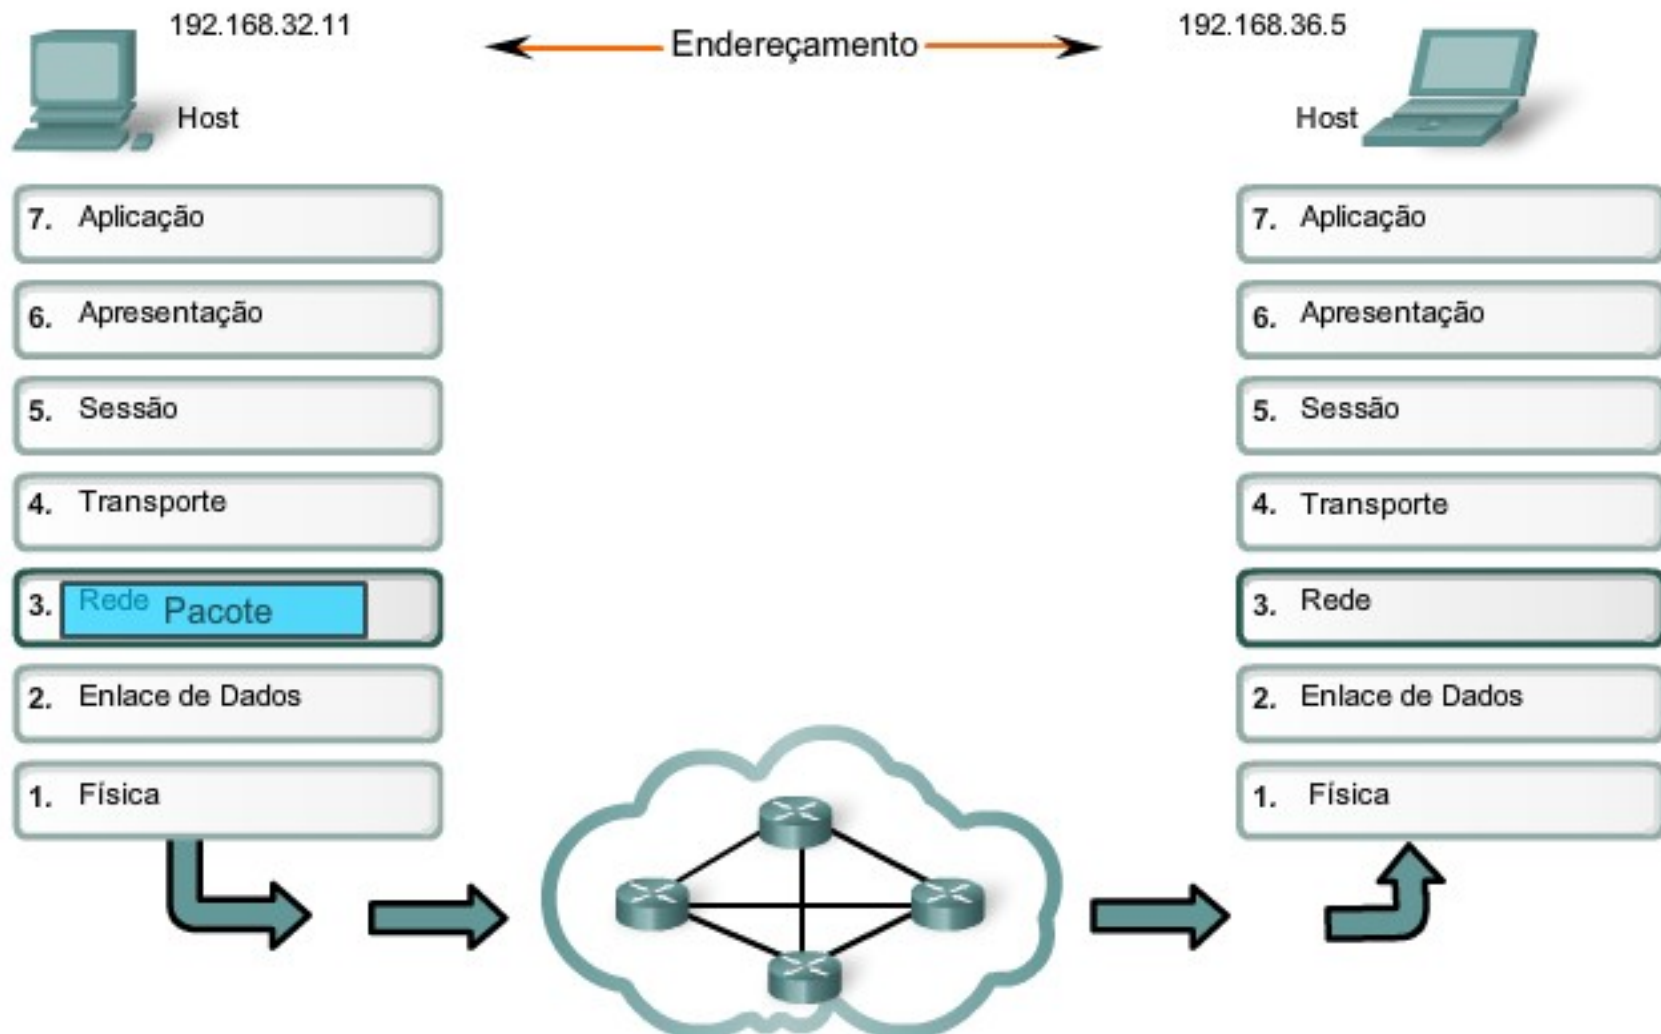 192.168.32.11
Endereçamento
192.168.36.5
Host
Host
7. Aplicação
6. Apresentação
5. Sessão
4. Transporte
3. Rede Pacote
2. Enlace de Dados
1. Física
7. Aplicação
6. Apresentação
5. Sessão
4. Transporte
3. Rede
2. Enlace de Dados
1. Física